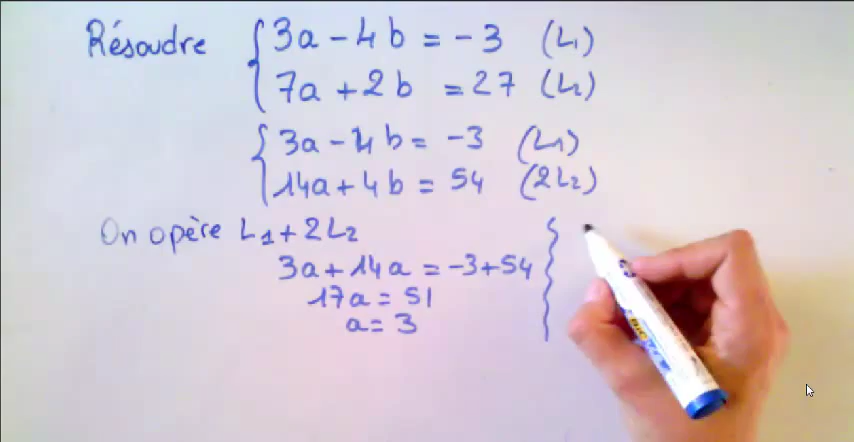 Résoudre { 3a - 4b = -3 (L₁)
7a + 2b = 27 (L₂)
{ 3a - 4b = -3 (L₁)
14a + 4b = 54 (2L₂)
On opère L₁ + 2L₂
3a + 14a = -3 + 54
17a = 51
a = 3